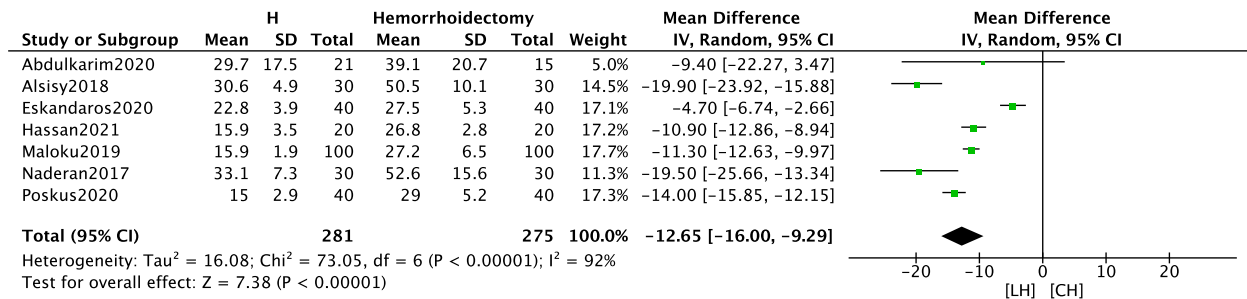 H Hemorrhoidectomy Mean Difference Mean Difference
Study or Subgroup Mean SD Total Mean SD Total Weight IV, Random, 95% CI IV, Random, 95% CI
Abdulkarim2020 29.7 17.5 21 39.1 20.7 15 5.0% −9.40 [−22.27, 3.47]
Alsisy2018 30.6 4.9 30 50.5 10.1 30 14.5% −19.90 [−23.92, −15.88]
Eskandaros2020 22.8 3.9 40 27.5 5.3 40 17.1% −4.70 [−6.74, −2.66]
Hassan2021 15.9 3.5 20 26.8 2.8 20 17.2% −10.90 [−12.86, −8.94]
Maloku2019 15.9 1.9 100 27.2 6.5 100 17.7% −11.30 [−12.63, −9.97]
Naderan2017 33.1 7.3 30 52.6 15.6 30 11.3% −19.50 [−25.66, −13.34]
Poskus2020 15 2.9 40 29 5.2 40 17.3% −14.00 [−15.85, −12.15]
Total (95% CI) 281 275 100.0% −12.65 [−16.00, −9.29]
Heterogeneity: Tau² = 16.08; Chi² = 73.05, df = 6 (P < 0.00001); I² = 92%
Test for overall effect: Z = 7.38 (P < 0.00001)
−20 −10 0 10 20
[LH] [CH]